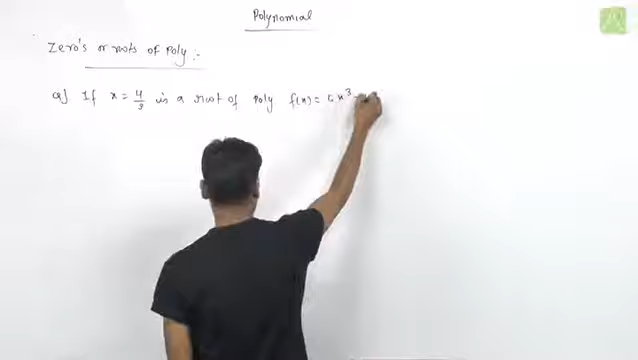 Polynomial
Zero's or roots of Poly :-
Q] If x = 4/3 is a root of Poly f(x) = 6x³ -